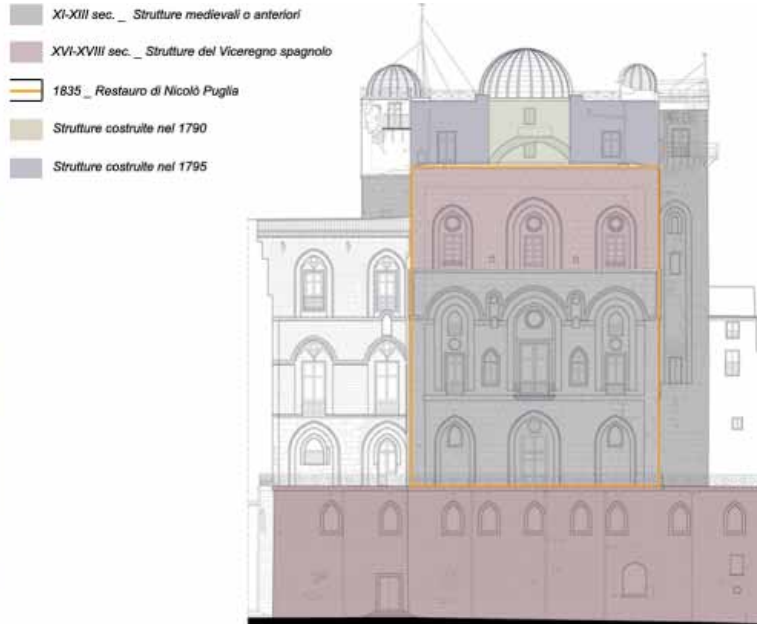 XI-XIII sec. _ Strutture medievali o anteriori
XVI-XVIII sec. _ Strutture del Viceregno spagnolo
1835 _ Restauro di Nicolò Puglia
Strutture costruite nel 1790
Strutture costruite nel 1795